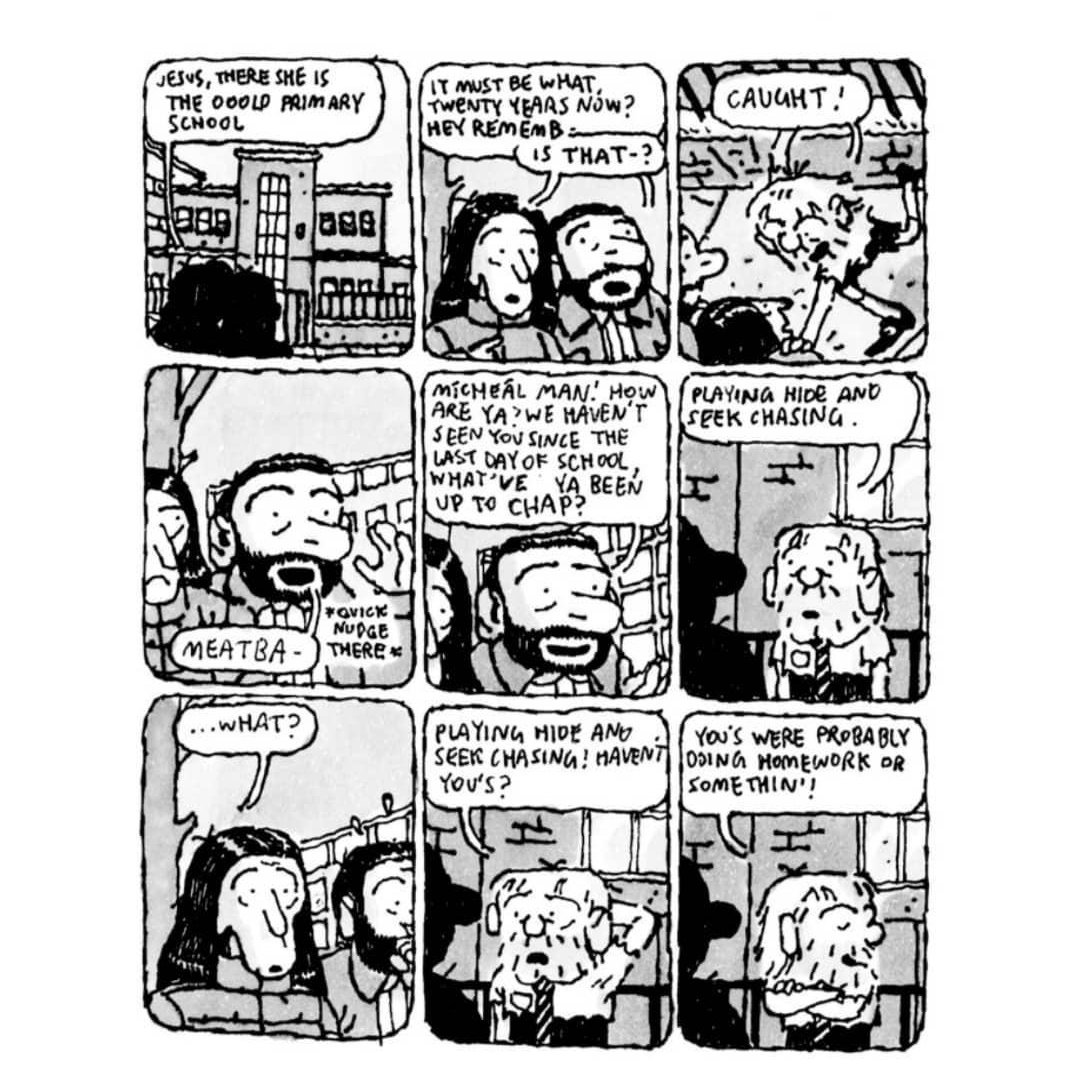 JESUS, THERE SHE IS
THE OOOLD PRIMARY
SCHOOL
IT MUST BE WHAT,
TWENTY YEARS NOW?
HEY REMEMB-
IS THAT-?
CAUGHT!
MEATBA-
*QUICK
NUDGE
THERE*
MÍCHEÁL MAN! HOW
ARE YA? WE HAVEN'T
SEEN YOU SINCE THE
LAST DAY OF SCHOOL,
WHAT'VE YA BEEN
UP TO CHAP?
PLAYING HIDE AND
SEEK CHASING.
...WHAT?
PLAYING HIDE AND
SEEK CHASING! HAVEN'T
YOU'S?
YOU'S WERE PROBABLY
DOING HOMEWORK OR
SOMETHIN'!